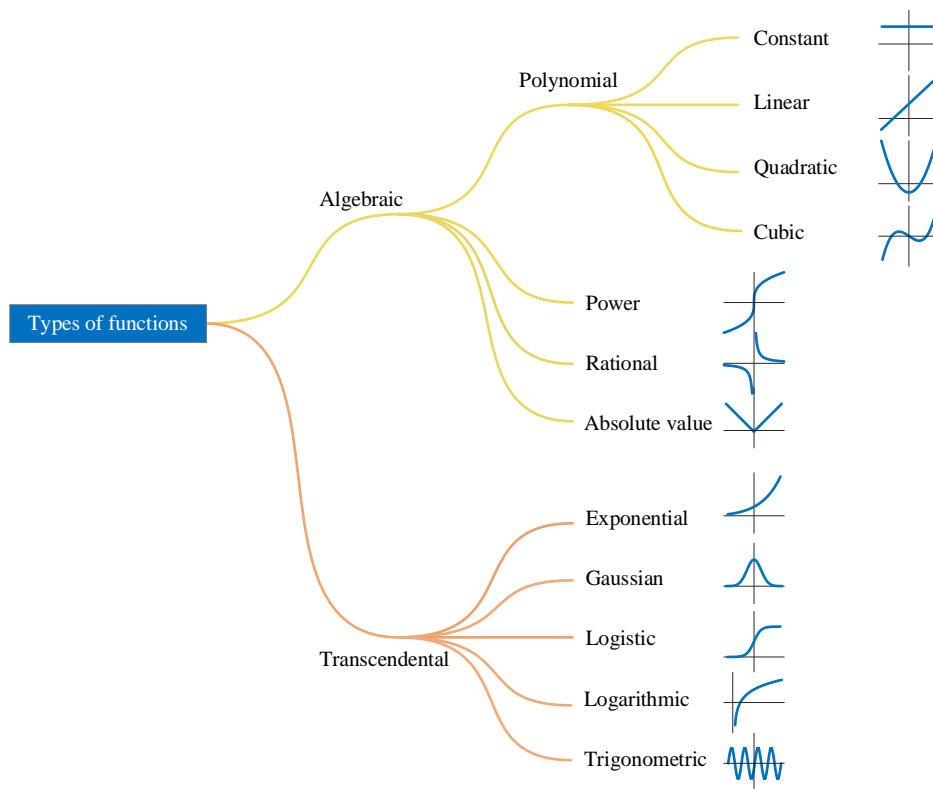 Constant
Polynomial
Linear
Quadratic
Algebraic
Cubic
Power
Types of functions
Rational
Absolute value
Exponential
Gaussian
Logistic
Transcendental
Logarithmic
Trigonometric